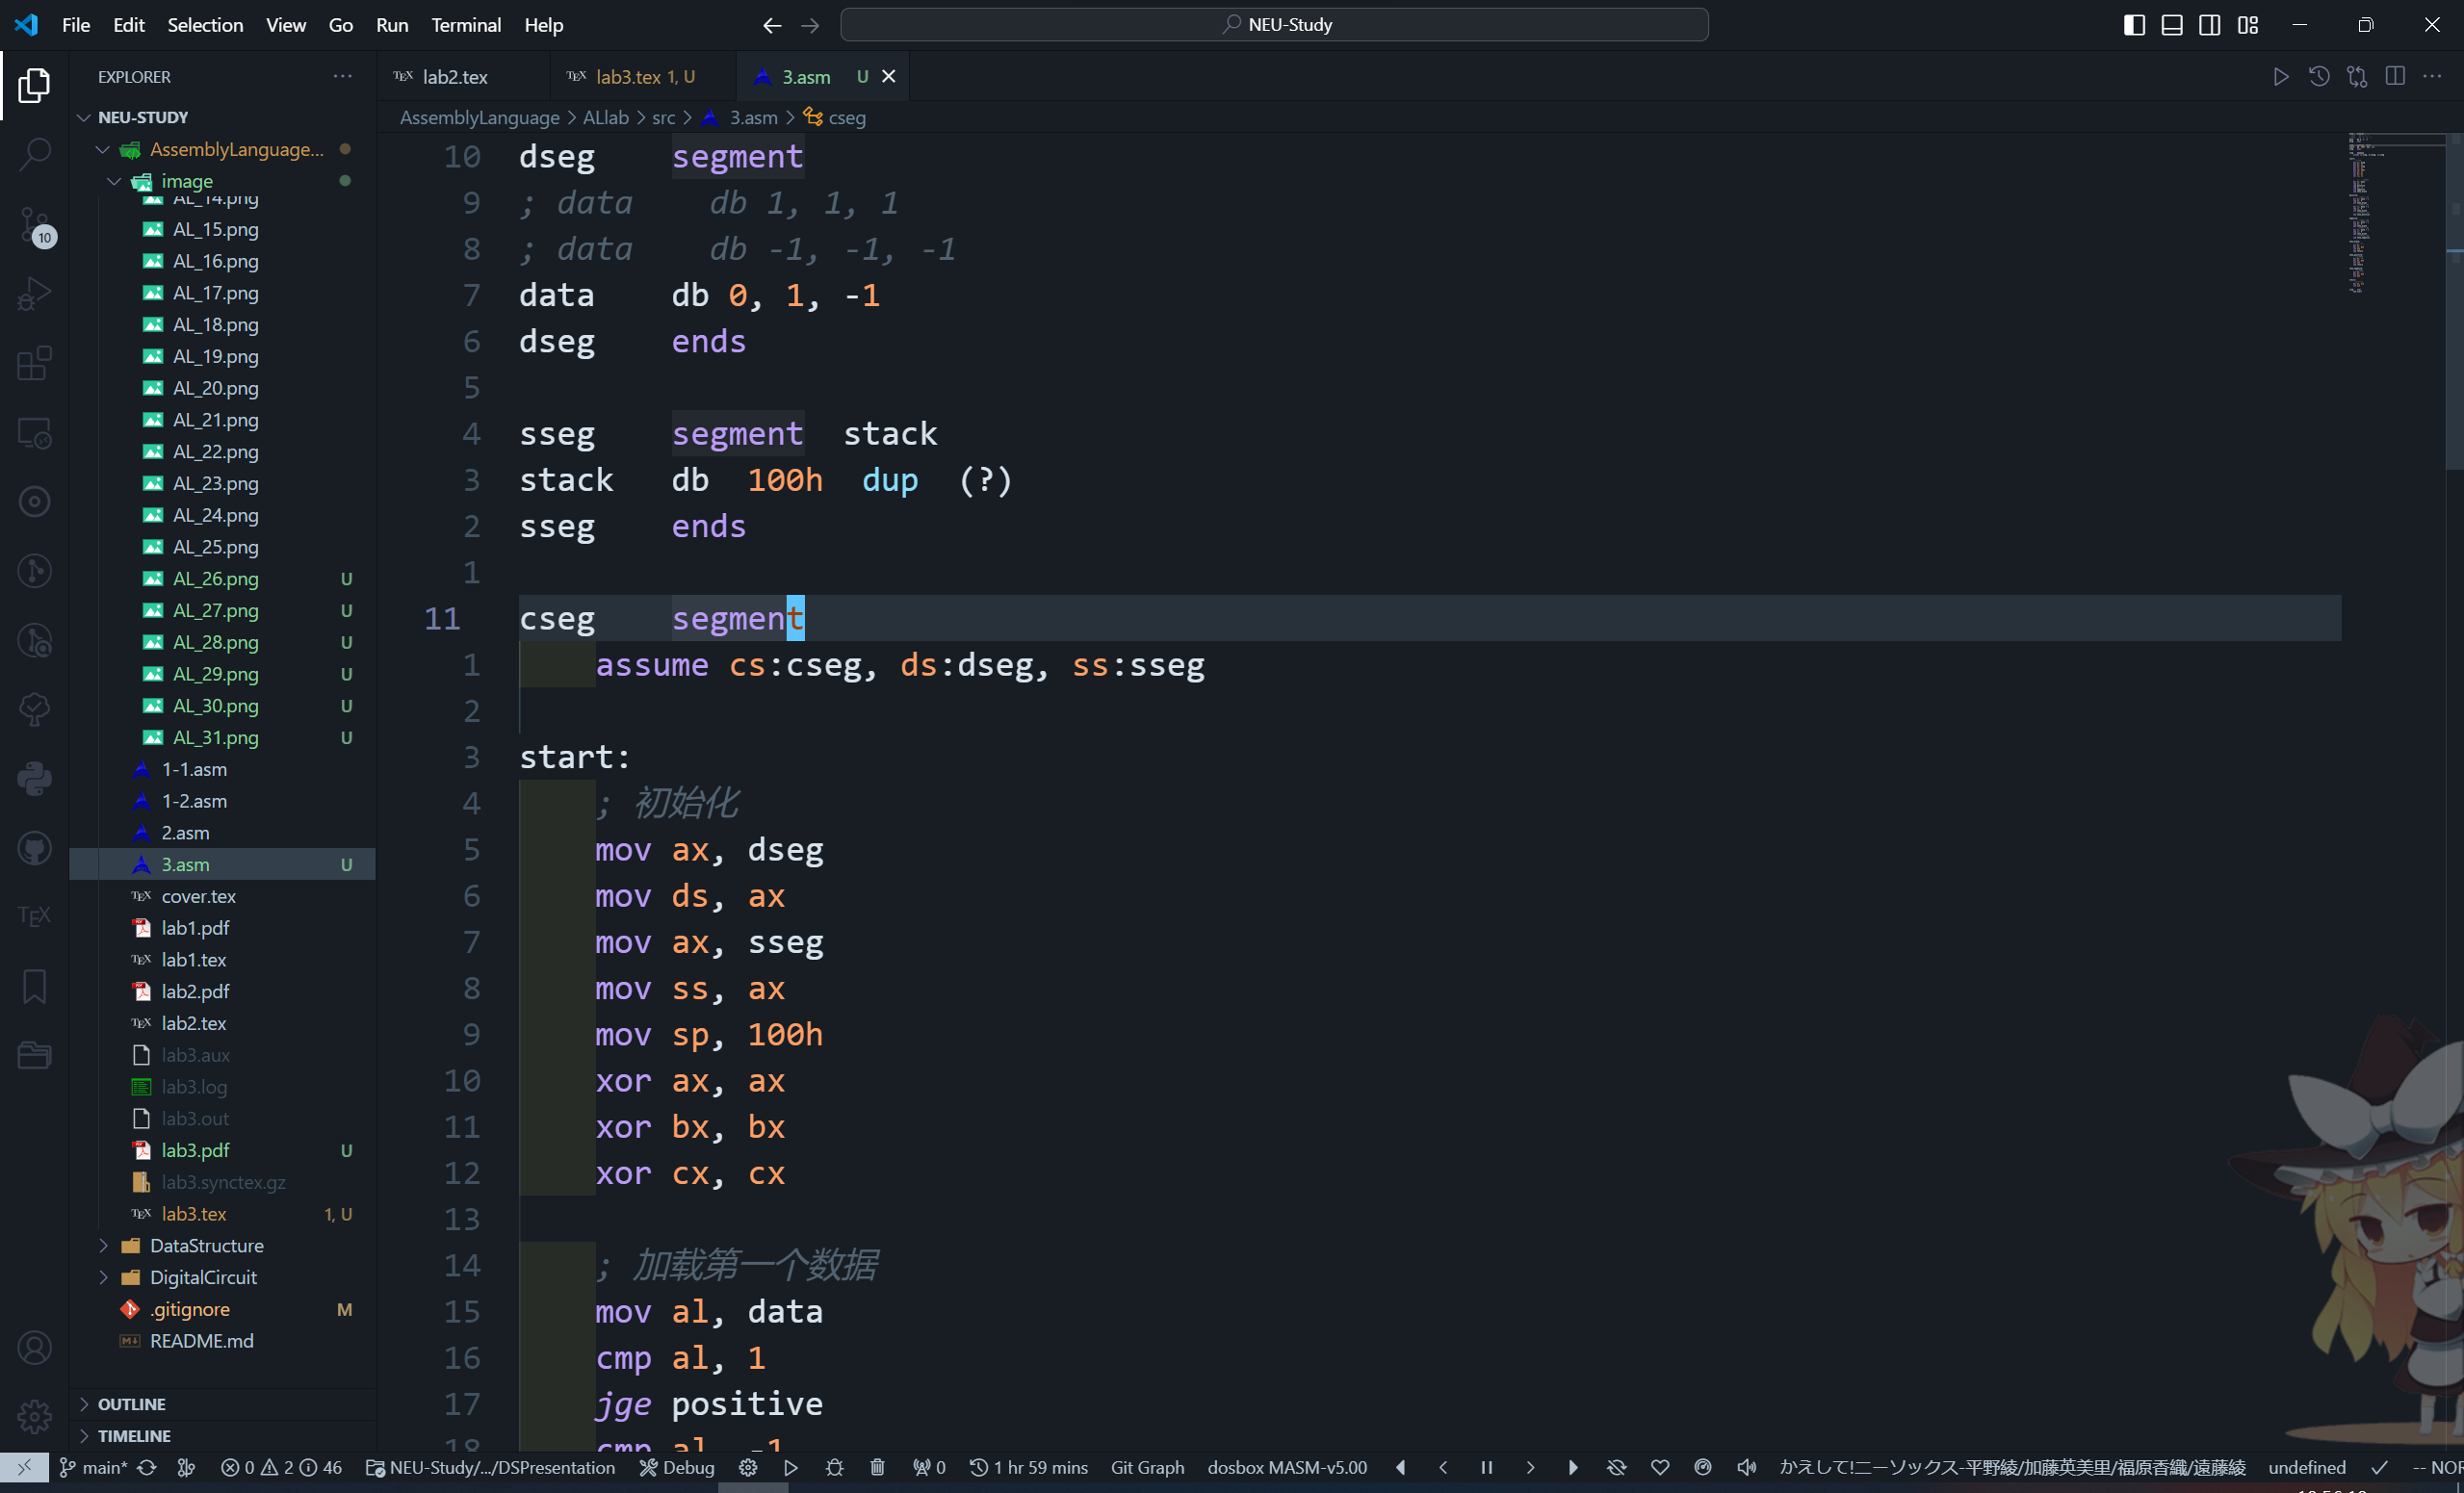 File Edit Selection View Go Run Terminal Help
NEU-Study
EXPLORER
NEU-STUDY
AssemblyLanguage...
image
AL_14.png
AL_15.png
AL_16.png
AL_17.png
AL_18.png
AL_19.png
AL_20.png
AL_21.png
AL_22.png
AL_23.png
AL_24.png
AL_25.png
AL_26.png U
AL_27.png U
AL_28.png U
AL_29.png U
AL_30.png U
AL_31.png U
1-1.asm
1-2.asm
2.asm
3.asm U
TEX cover.tex
lab1.pdf
TEX lab1.tex
lab2.pdf
TEX lab2.tex
lab3.aux
lab3.log
lab3.out
lab3.pdf U
lab3.synctex.gz
TEX lab3.tex 1, U
DataStructure
DigitalCircuit
.gitignore M
README.md
OUTLINE
TIMELINE
10
TEX
TEX lab2.tex TEX lab3.tex 1, U 3.asm U
AssemblyLanguage > ALlab > src > 3.asm > cseg
10 dseg segment
9 ; data db 1, 1, 1
8 ; data db -1, -1, -1
7 data db 0, 1, -1
6 dseg ends
5
4 sseg segment stack
3 stack db 100h dup (?)
2 sseg ends
1
11 cseg segment
1 assume cs:cseg, ds:dseg, ss:sseg
2
3 start:
4 ; 初始化
5 mov ax, dseg
6 mov ds, ax
7 mov ax, sseg
8 mov ss, ax
9 mov sp, 100h
10 xor ax, ax
11 xor bx, bx
12 xor cx, cx
13
14 ; 加载第一个数据
15 mov al, data
16 cmp al, 1
17 jge positive
18 cmp al, -1
main* 0 2 46 NEU-Study/.../DSPresentation Debug 0 1 hr 59 mins Git Graph dosbox MASM-v5.00 かえして!ニーソックス-平野綾/加藤英美里/福原香織/遠藤綾 undefined -- NOR